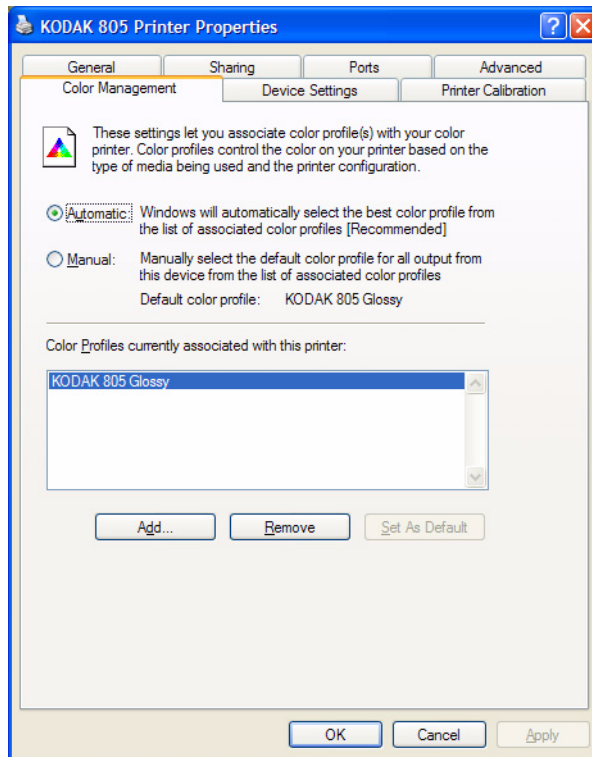 KODAK 805 Printer Properties
General Sharing Ports Advanced
Color Management Device Settings Printer Calibration
These settings let you associate color profile(s) with your color
printer. Color profiles control the color on your printer based on the
type of media being used and the printer configuration.
Automatic: Windows will automatically select the best color profile from
the list of associated color profiles [Recommended]
Manual: Manually select the default color profile for all output from
this device from the list of associated color profiles
Default color profile: KODAK 805 Glossy
Color Profiles currently associated with this printer:
KODAK 805 Glossy
Add... Remove Set As Default
OK Cancel Apply